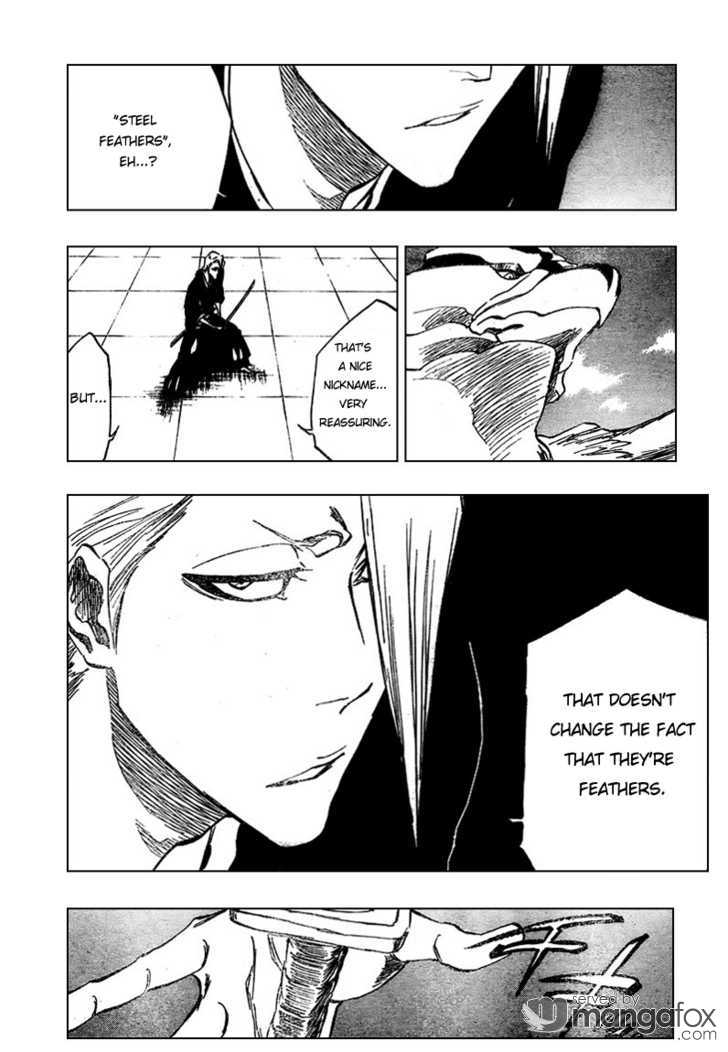 "STEEL
FEATHERS",
EH...?
THAT'S
A NICE
NICKNAME...
VERY
REASSURING.
BUT...
THAT DOESN'T
CHANGE THE FACT
THAT THEY'RE
FEATHERS.
served by
mangafox
.com